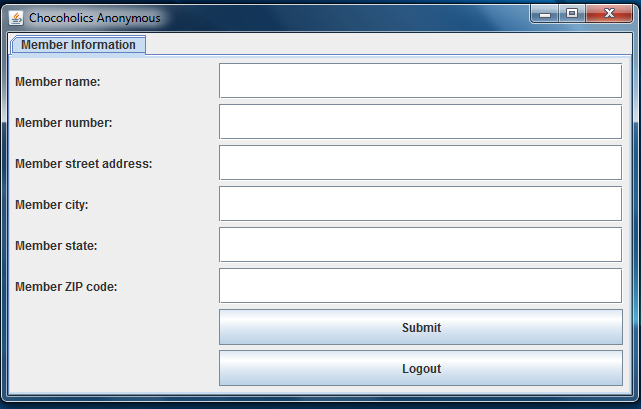 Chocoholics Anonymous
Member Information
Member name:
Member number:
Member street address:
Member city:
Member state:
Member ZIP code:
Submit
Logout